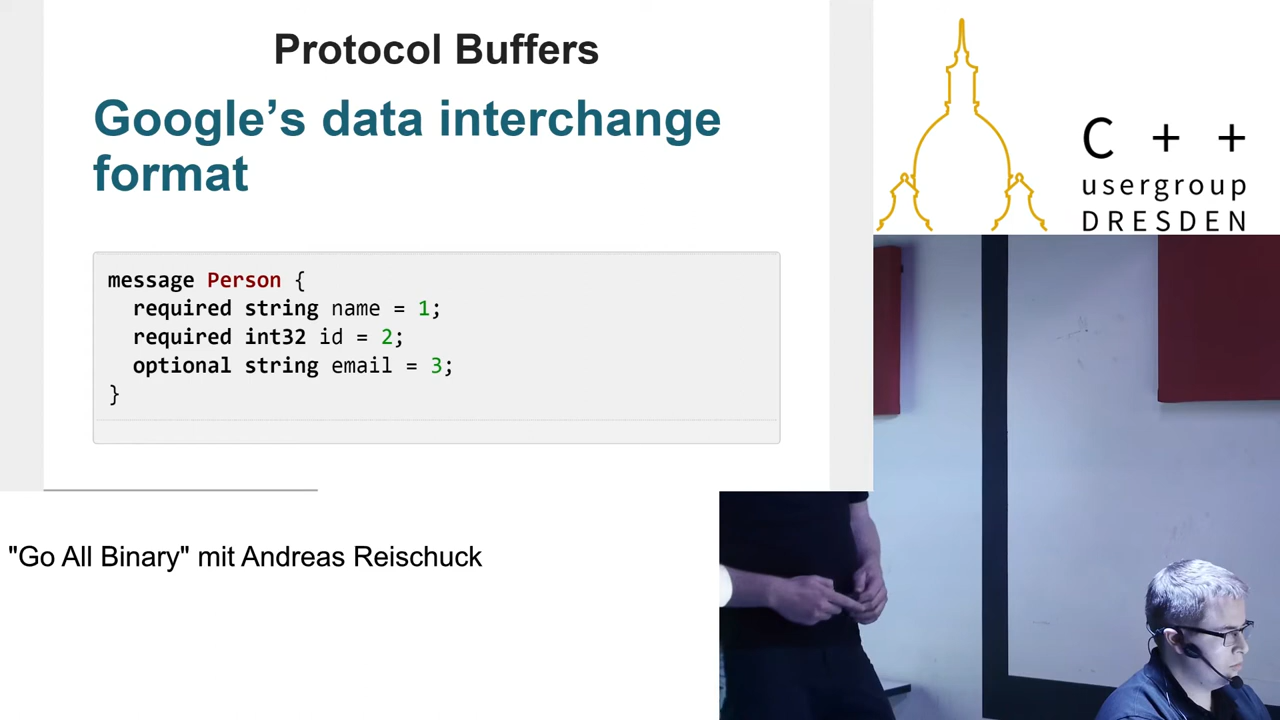 Protocol Buffers
Google’s data interchange
format
message Person {
required string name = 1;
required int32 id = 2;
optional string email = 3;
}
C + +
usergroup
DRESDEN
"Go All Binary" mit Andreas Reischuck